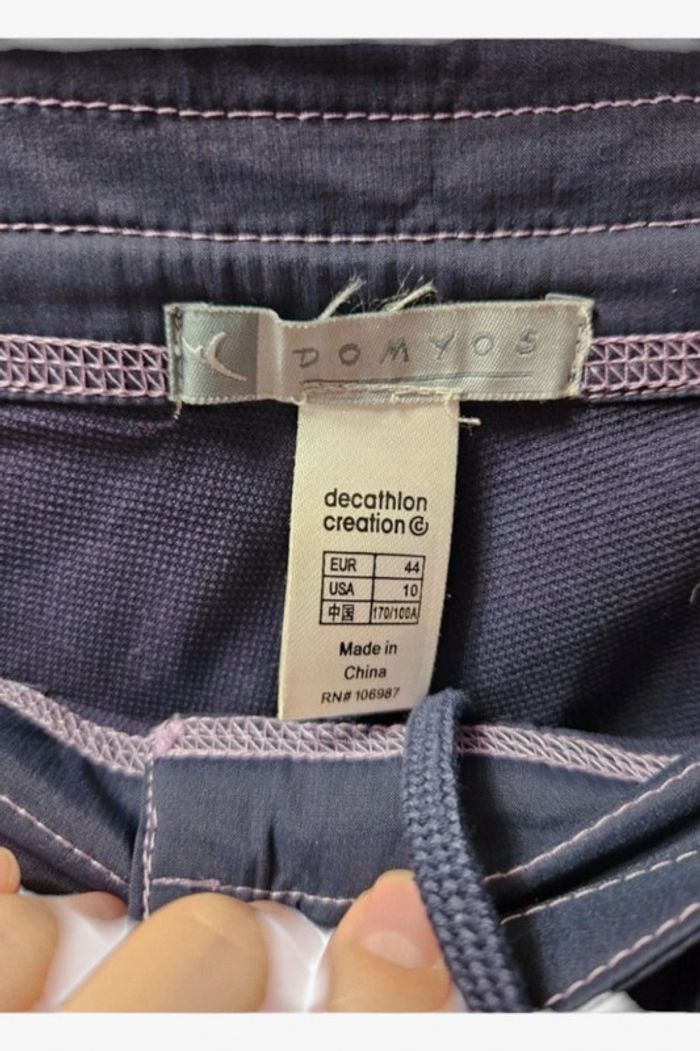 DOMYOS
decathlon
creation
EUR 44
USA 10
中国 170/100A
Made in
China
RN# 106987